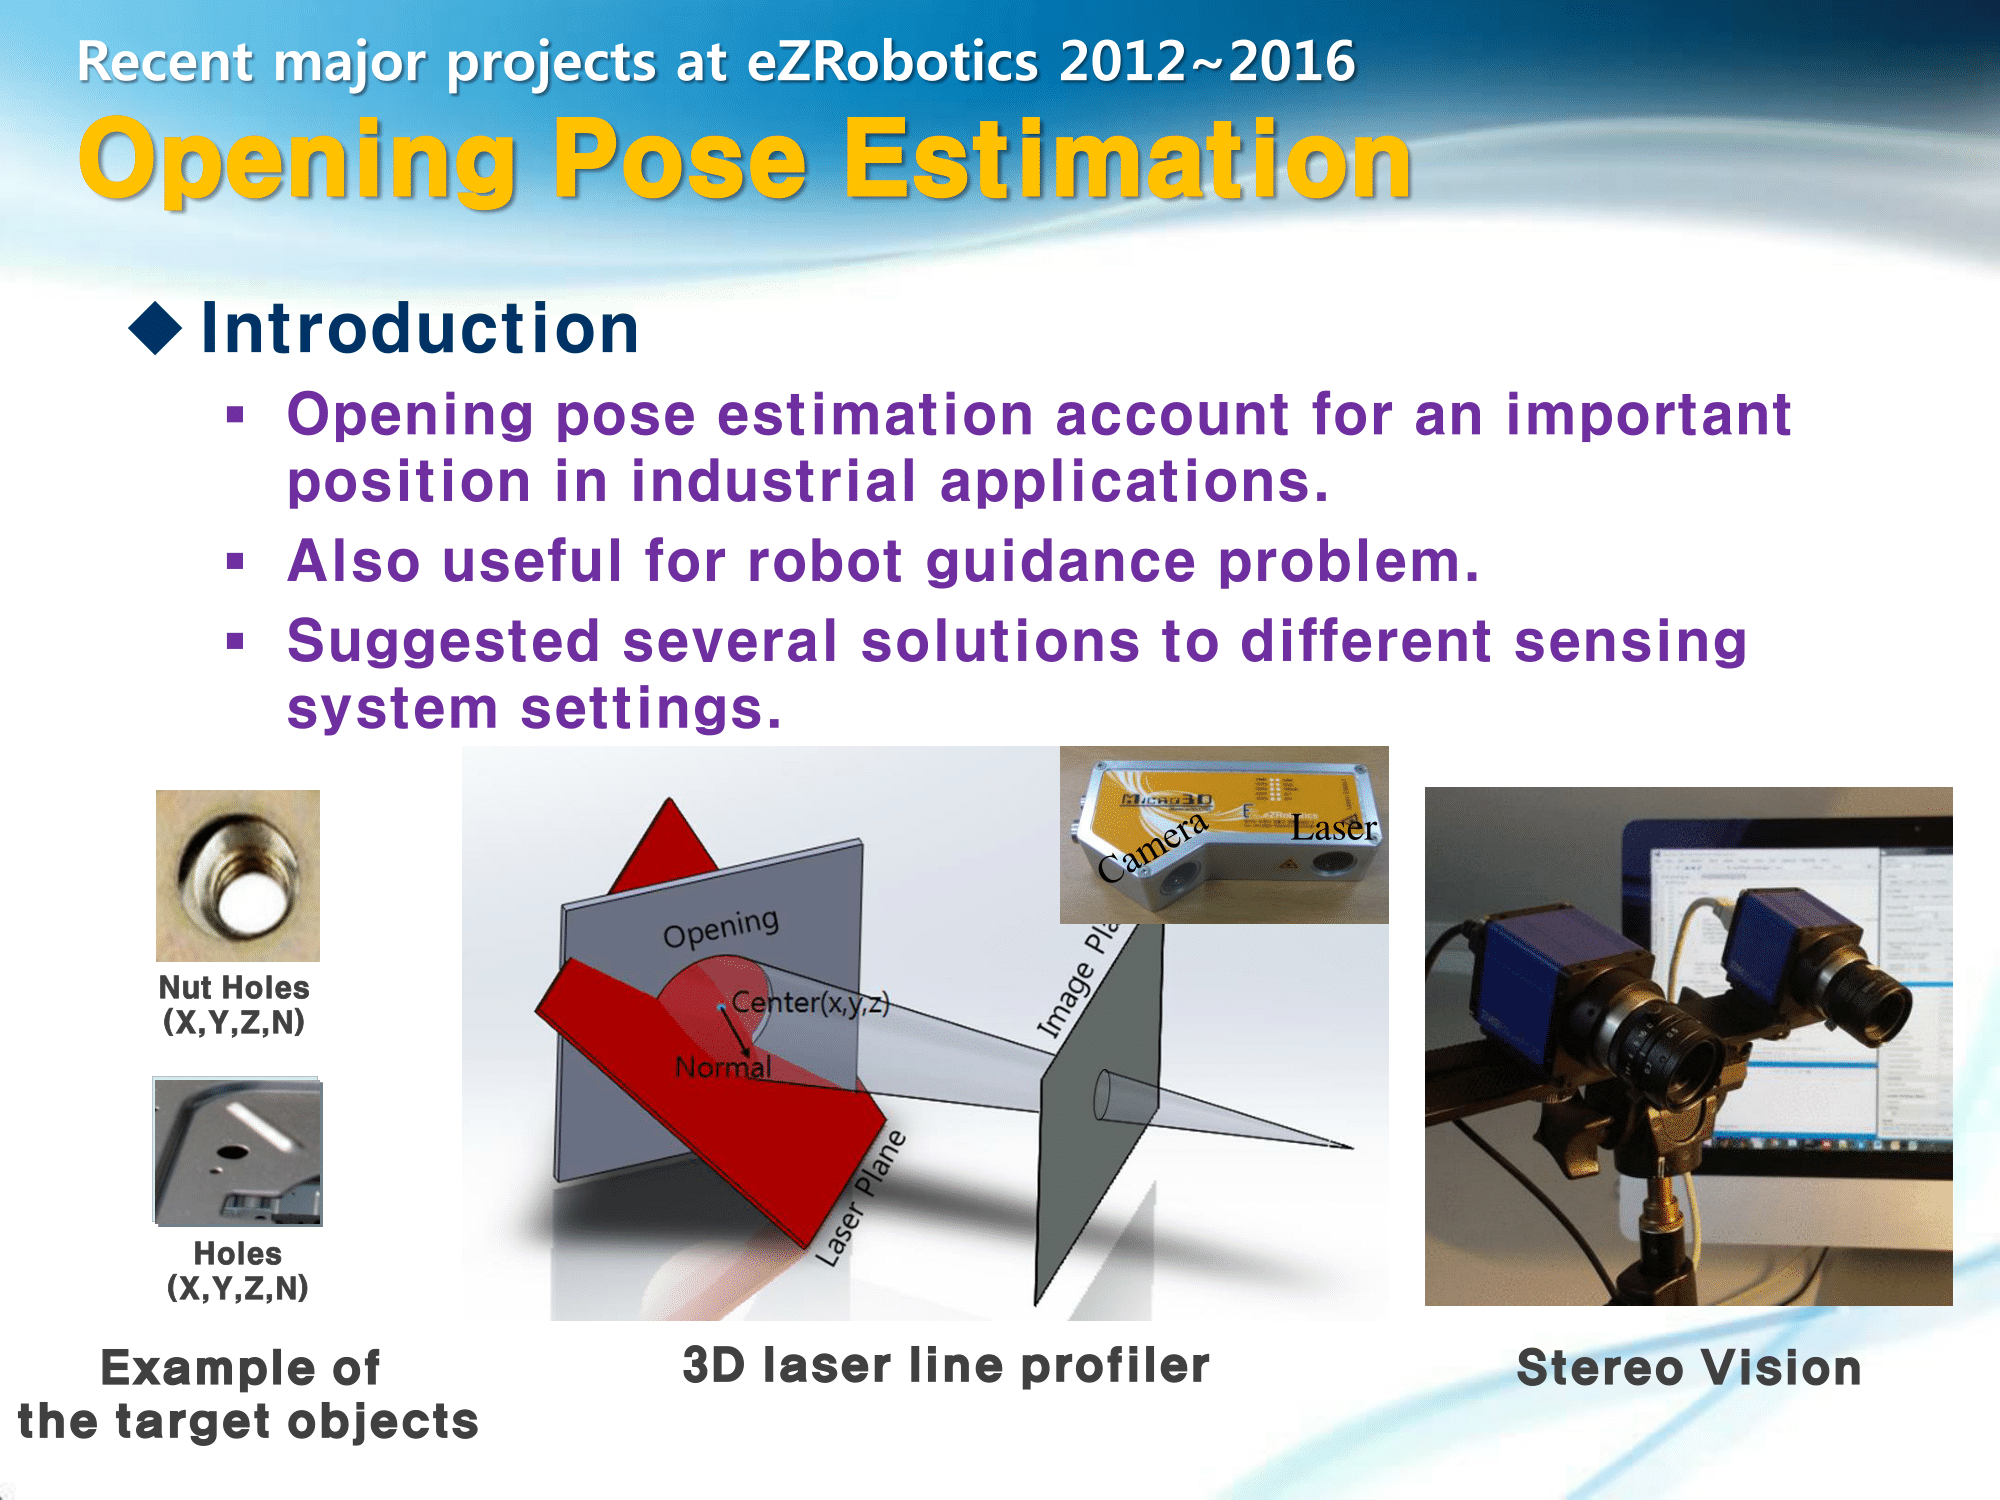 Recent major projects at eZRobotics 2012~2016
Opening Pose Estimation
Introduction
Opening pose estimation account for an important
position in industrial applications.
Also useful for robot guidance problem.
Suggested several solutions to different sensing
system settings.
Nut Holes
(X,Y,Z,N)
Holes
(X,Y,Z,N)
Example of
the target objects
Opening
Center(x,y,z)
Normal
Laser Plane
Image Pla
MICRO3D
eZRobotics
Camera
Laser
3D laser line profiler
Stereo Vision